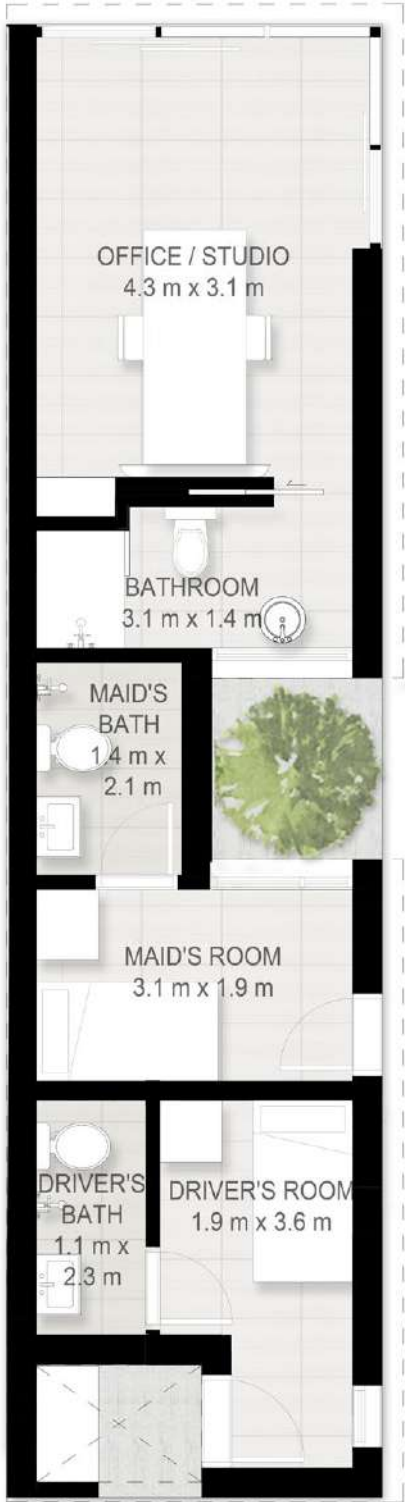 OFFICE / STUDIO
4.3 m x 3.1 m
BATHROOM
3.1 m x 1.4 m
MAID'S
BATH
1.4 m x
2.1 m
MAID'S ROOM
3.1 m x 1.9 m
DRIVER'S
BATH
1.1 m x
2.3 m
DRIVER'S ROOM
1.9 m x 3.6 m